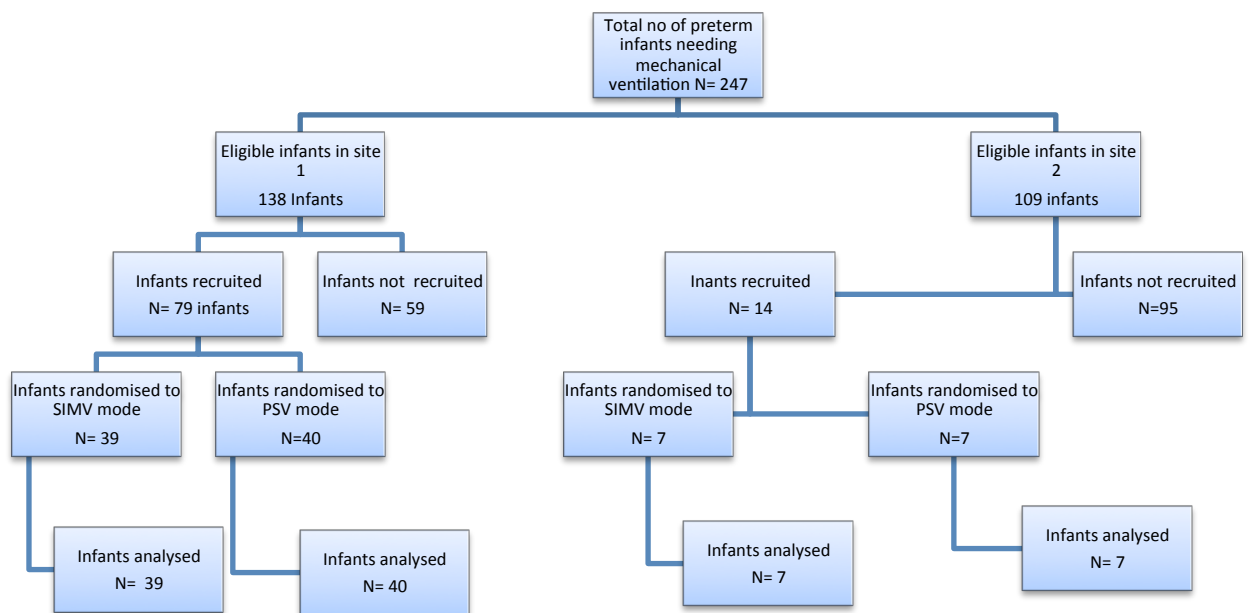 Total no of preterm
infants needing
mechanical
ventilation N= 247
Eligible infants in site
1
138 Infants
Eligible infants in site
2
109 infants
Infants recruited
N= 79 infants
Infants not  recruited
N= 59
Inants recruited
N= 14
Infants not recruited
N=95
Infants randomised to
SIMV mode
N= 39
Infants randomised to
PSV mode
N=40
Infants randomised to
SIMV mode
N= 7
Infants randomised to
PSV mode
N=7
Infants analysed
N=  39
Infants analysed
N= 40
Infants analysed
N= 7
Infants analysed
N= 7